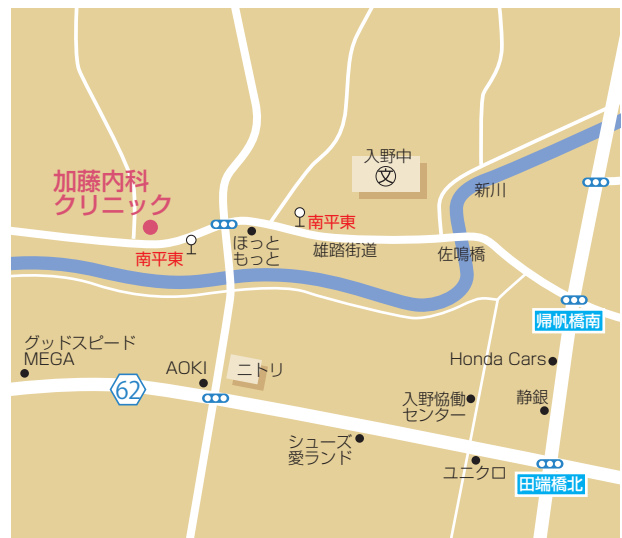 入野中
文
加藤内科
クリニック
新川
南平東
南平東
ほっと
もっと
雄踏街道
佐鳴橋
帰帆橋南
グッドスピード
MEGA
AOKI
ニトリ
Honda Cars
62
入野協働
センター
静銀
シューズ
愛ランド
ユニクロ
田端橋北